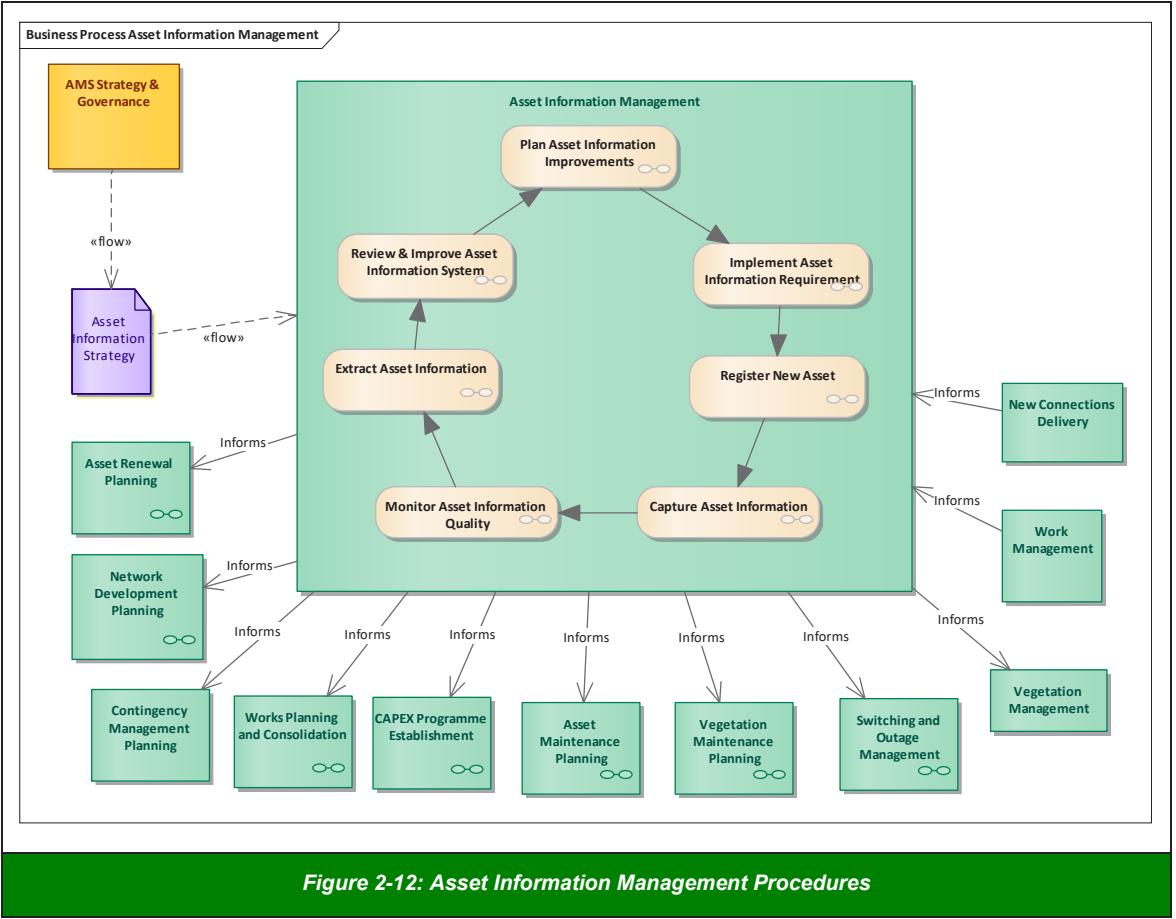 Business Process Asset Information Management
AMS Strategy &
Governance
«flow»
Asset
Information
Strategy
«flow»
Asset Information Management
Plan Asset Information
Improvements
Implement Asset
Information Requirement
Register New Asset
Capture Asset Information
Monitor Asset Information
Quality
Extract Asset Information
Review & Improve Asset
Information System
Informs
New Connections
Delivery
Informs
Work
Management
Informs
Asset Renewal
Planning
Informs
Network
Development
Planning
Informs
Contingency
Management
Planning
Informs
Works Planning
and Consolidation
Informs
CAPEX Programme
Establishment
Informs
Asset
Maintenance
Planning
Informs
Vegetation
Maintenance
Planning
Informs
Switching and
Outage
Management
Informs
Vegetation
Management
Figure 2-12: Asset Information Management Procedures